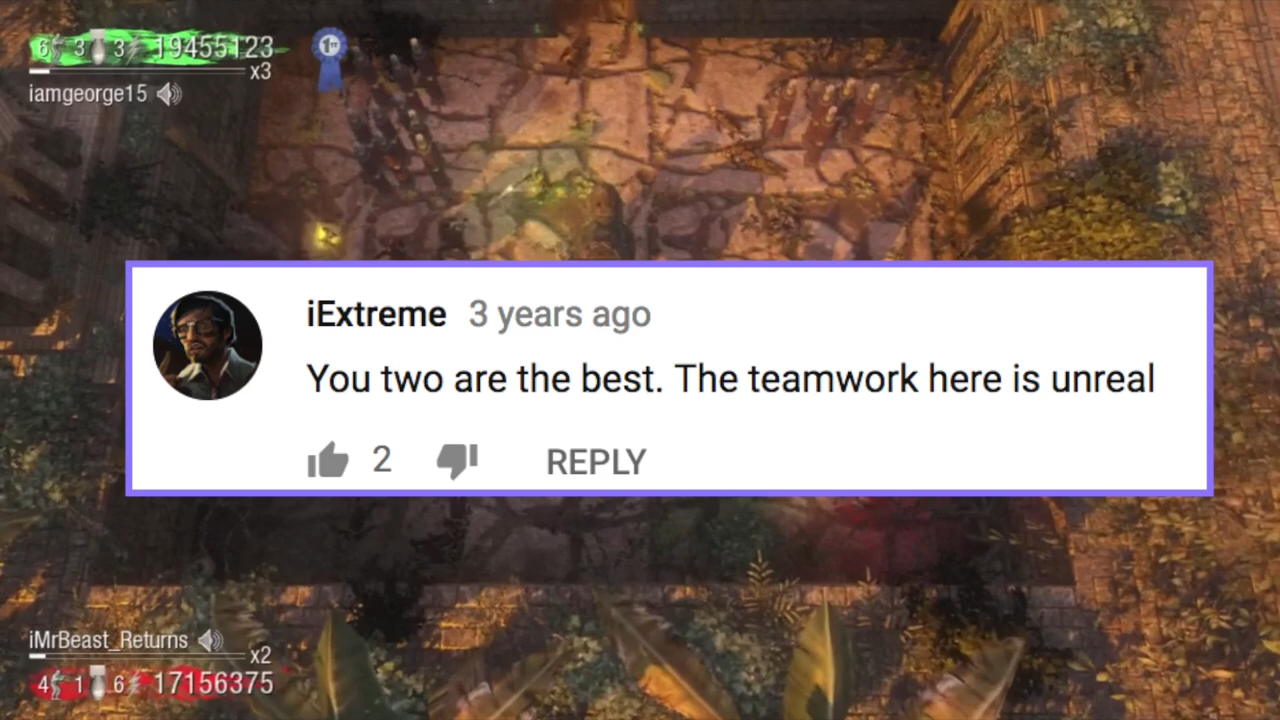 6 3 3 19455123
x3
iamgeorge15
1st
iExtreme 3 years ago
You two are the best. The teamwork here is unreal
2 REPLY
iMrBeast_Returns
x2
4 1 6 17156375